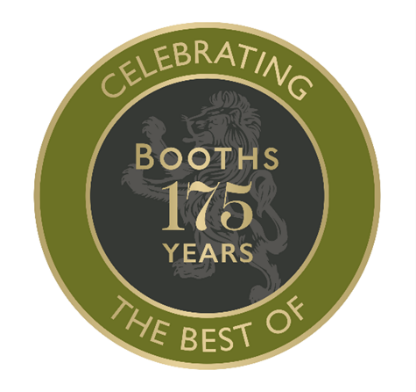 CELEBRATING
BOOTHS
175
YEARS
THE BEST OF